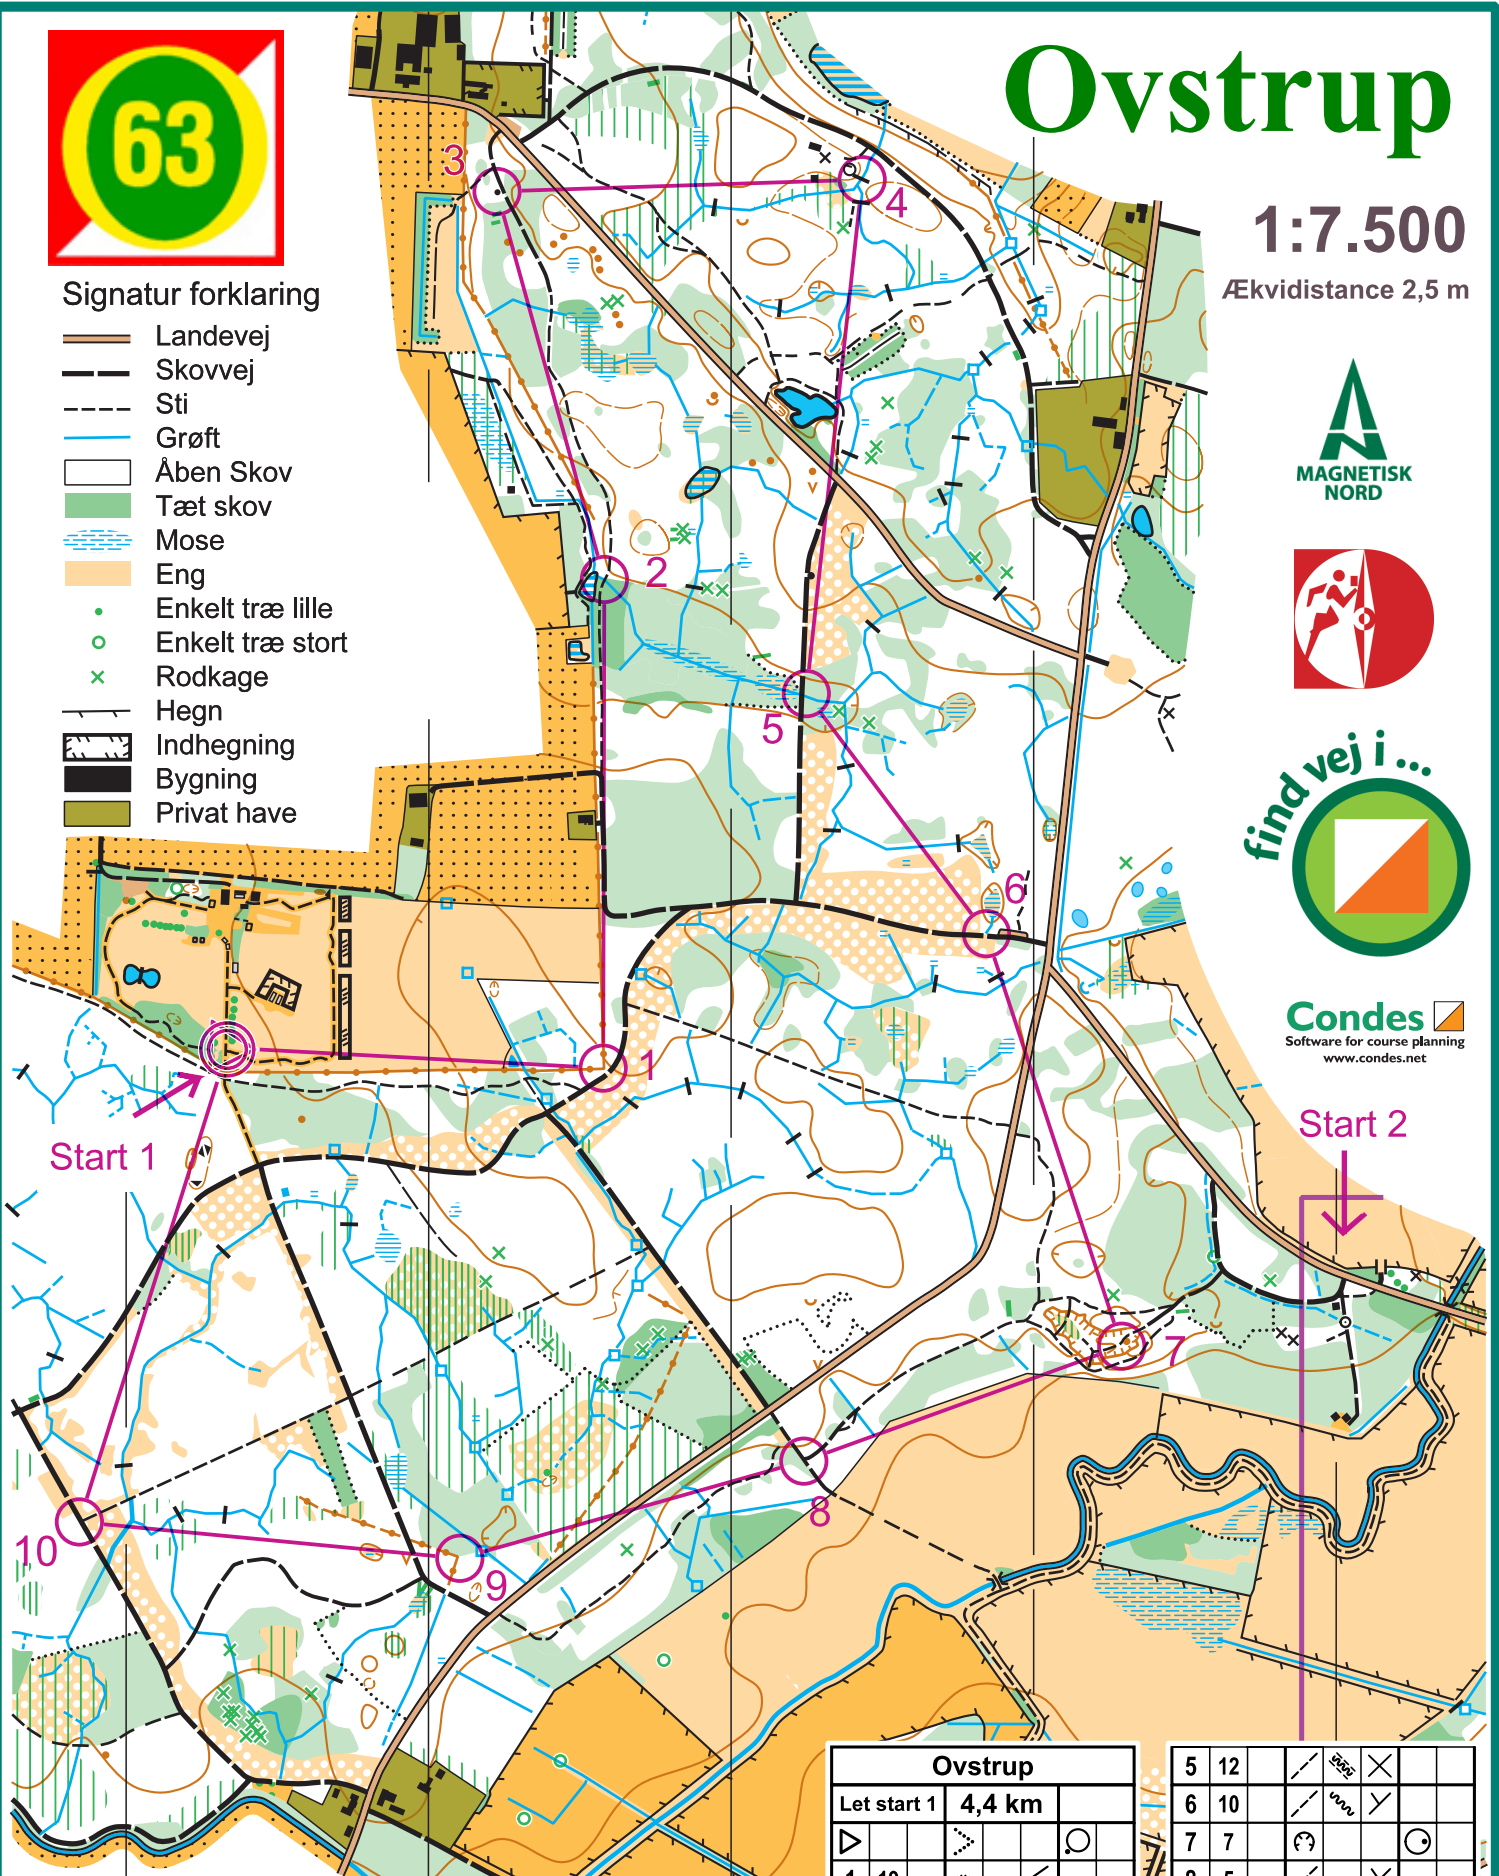 63
Ovstrup
1:7.500
Ækvidistance 2,5 m
Signatur forklaring
Landevej
Skovvej
Sti
Grøft
Åben Skov
Tæt skov
Mose
Eng
Enkelt træ lille
Enkelt træ stort
Rodkage
Hegn
Indhegning
Bygning
Privat have
MAGNETISK
NORD
find vej i ...
Condes
Software for course planning
www.condes.net
3
4
2
5
6
1
Start 1
Start 2
7
8
10
9
Ovstrup
Let start 1 4,4 km
5 12
6 10
7 7